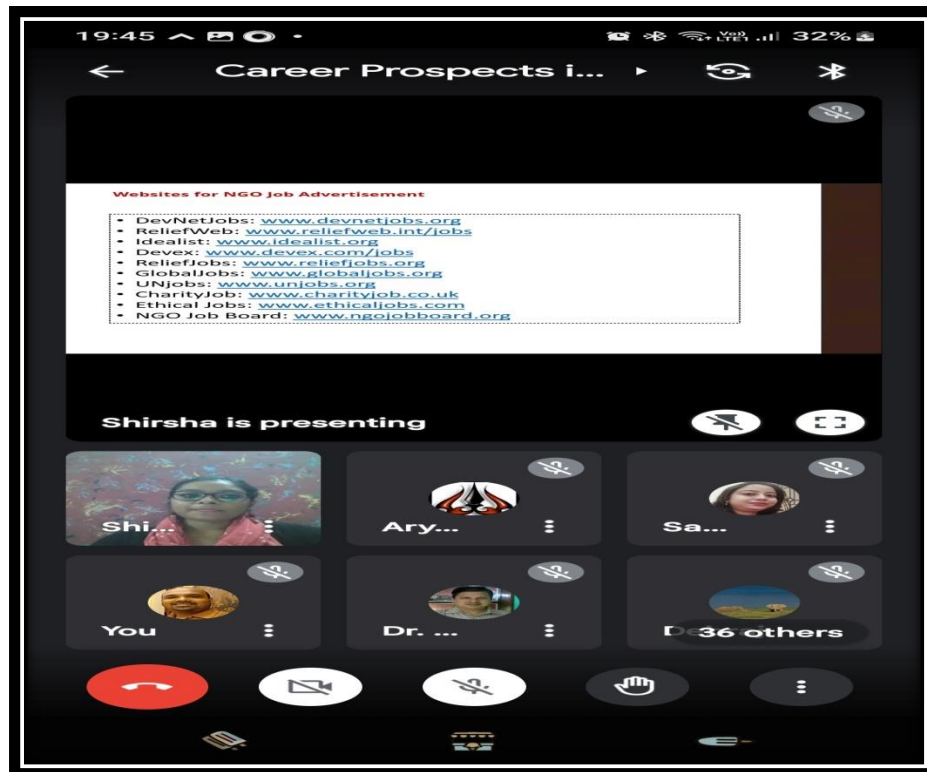 19:45
Vo))
LTE1 32%
Career Prospects i...
Websites for NGO Job Advertisement
• DevNetJobs: www.devnetjobs.org
• ReliefWeb: www.reliefweb.int/jobs
• Idealist: www.idealist.org
• Devex: www.devex.com/jobs
• ReliefJobs: www.reliefjobs.org
• GlobalJobs: www.globaljobs.org
• UNjobs: www.unjobs.org
• CharityJob: www.charityjob.co.uk
• Ethical Jobs: www.ethicaljobs.com
• NGO Job Board: www.ngojobboard.org
Shirsha is presenting
Shi... Ary... Sa...
You Dr. ...
36 others